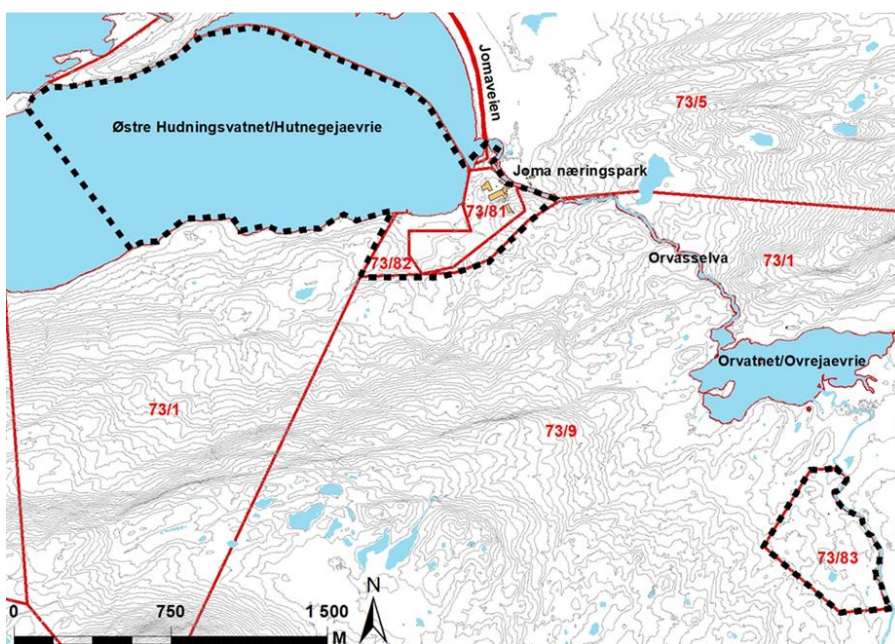 Jomaveien
73/5
Østre Hudningsvatnet/Hutnegejaevrie
Joma næringspark
73/81
Orvasselva
73/1
73/82
Orvatnet/Ovrejaevrie
73/1
73/9
73/83
N
0 750 1 500
M